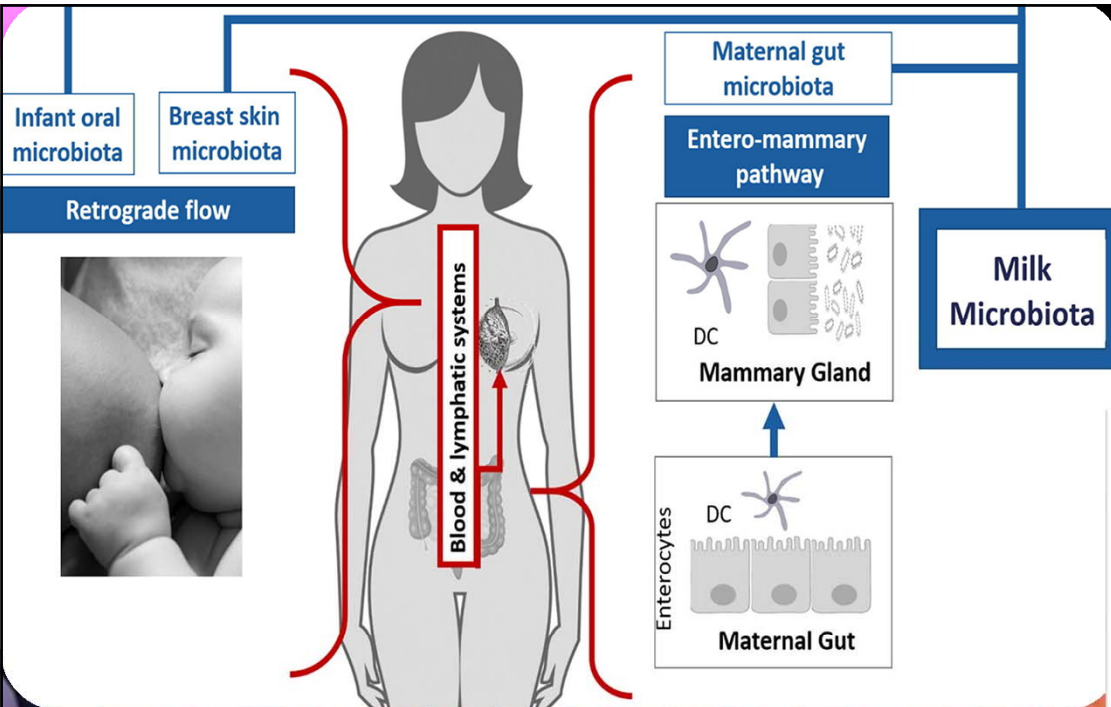 Infant oral
microbiota
Breast skin
microbiota
Retrograde flow
Blood & lymphatic systems
Maternal gut
microbiota
Entero-mammary
pathway
DC
Mammary Gland
Enterocytes
DC
Maternal Gut
Milk
Microbiota